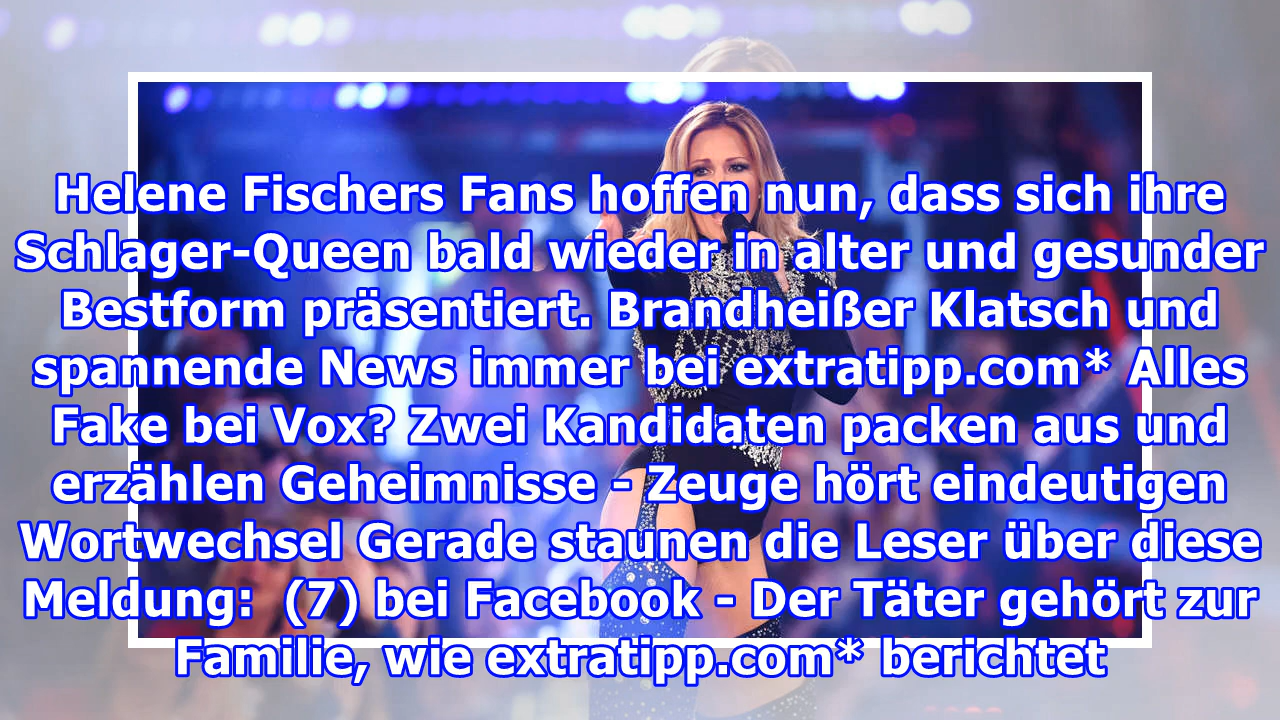 Helene Fischers Fans hoffen nun, dass sich ihre
Schlager-Queen bald wieder in alter und gesunder
Bestform präsentiert. Brandheißer Klatsch und
spannende News immer bei extratipp.com* Alles
Fake bei Vox? Zwei Kandidaten packen aus und
erzählen Geheimnisse - Zeuge hört eindeutigen
Wortwechsel Gerade staunen die Leser über diese
Meldung:  (7) bei Facebook - Der Täter gehört zur
Familie, wie extratipp.com* berichtet